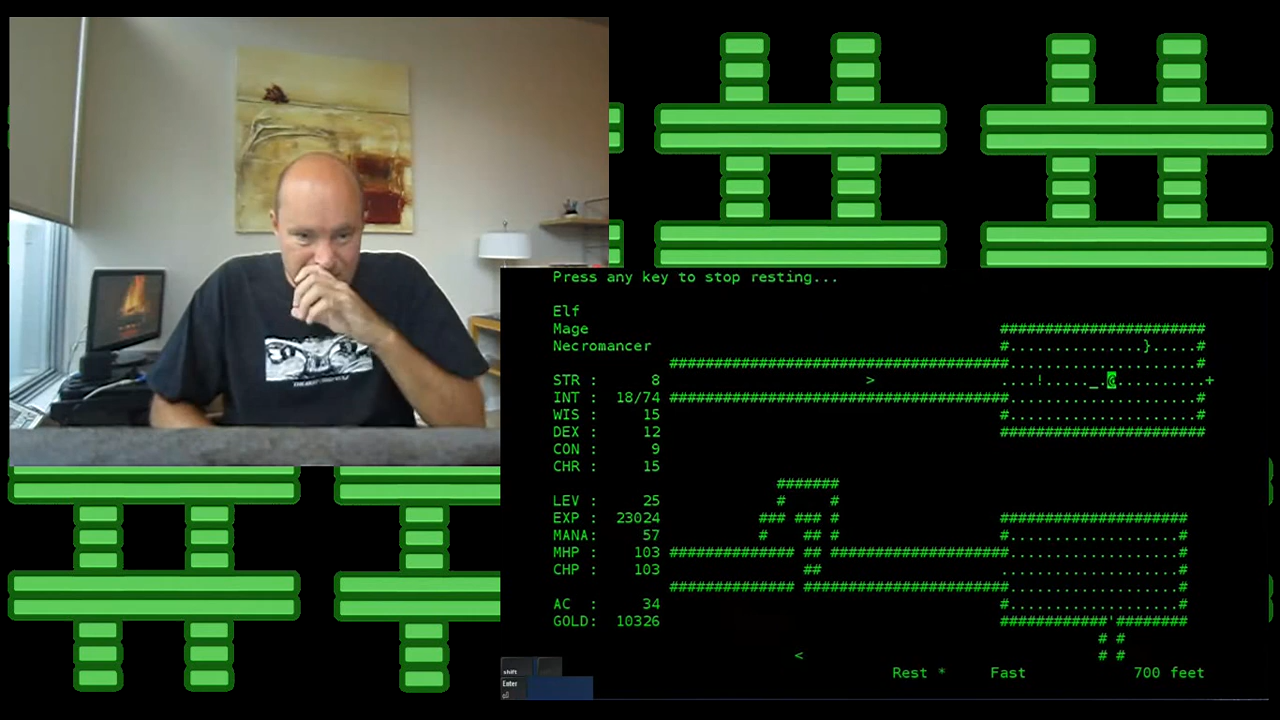 Press any key to stop resting...
Elf
Mage
Necromancer
STR : 8
INT : 18/74
WIS : 15
DEX : 12
CON : 9
CHR : 15
LEV : 25
EXP : 23024
MANA: 57
MHP : 103
CHP : 103
AC : 34
GOLD: 10326
Rest * Fast 700 feet
shift
Enter